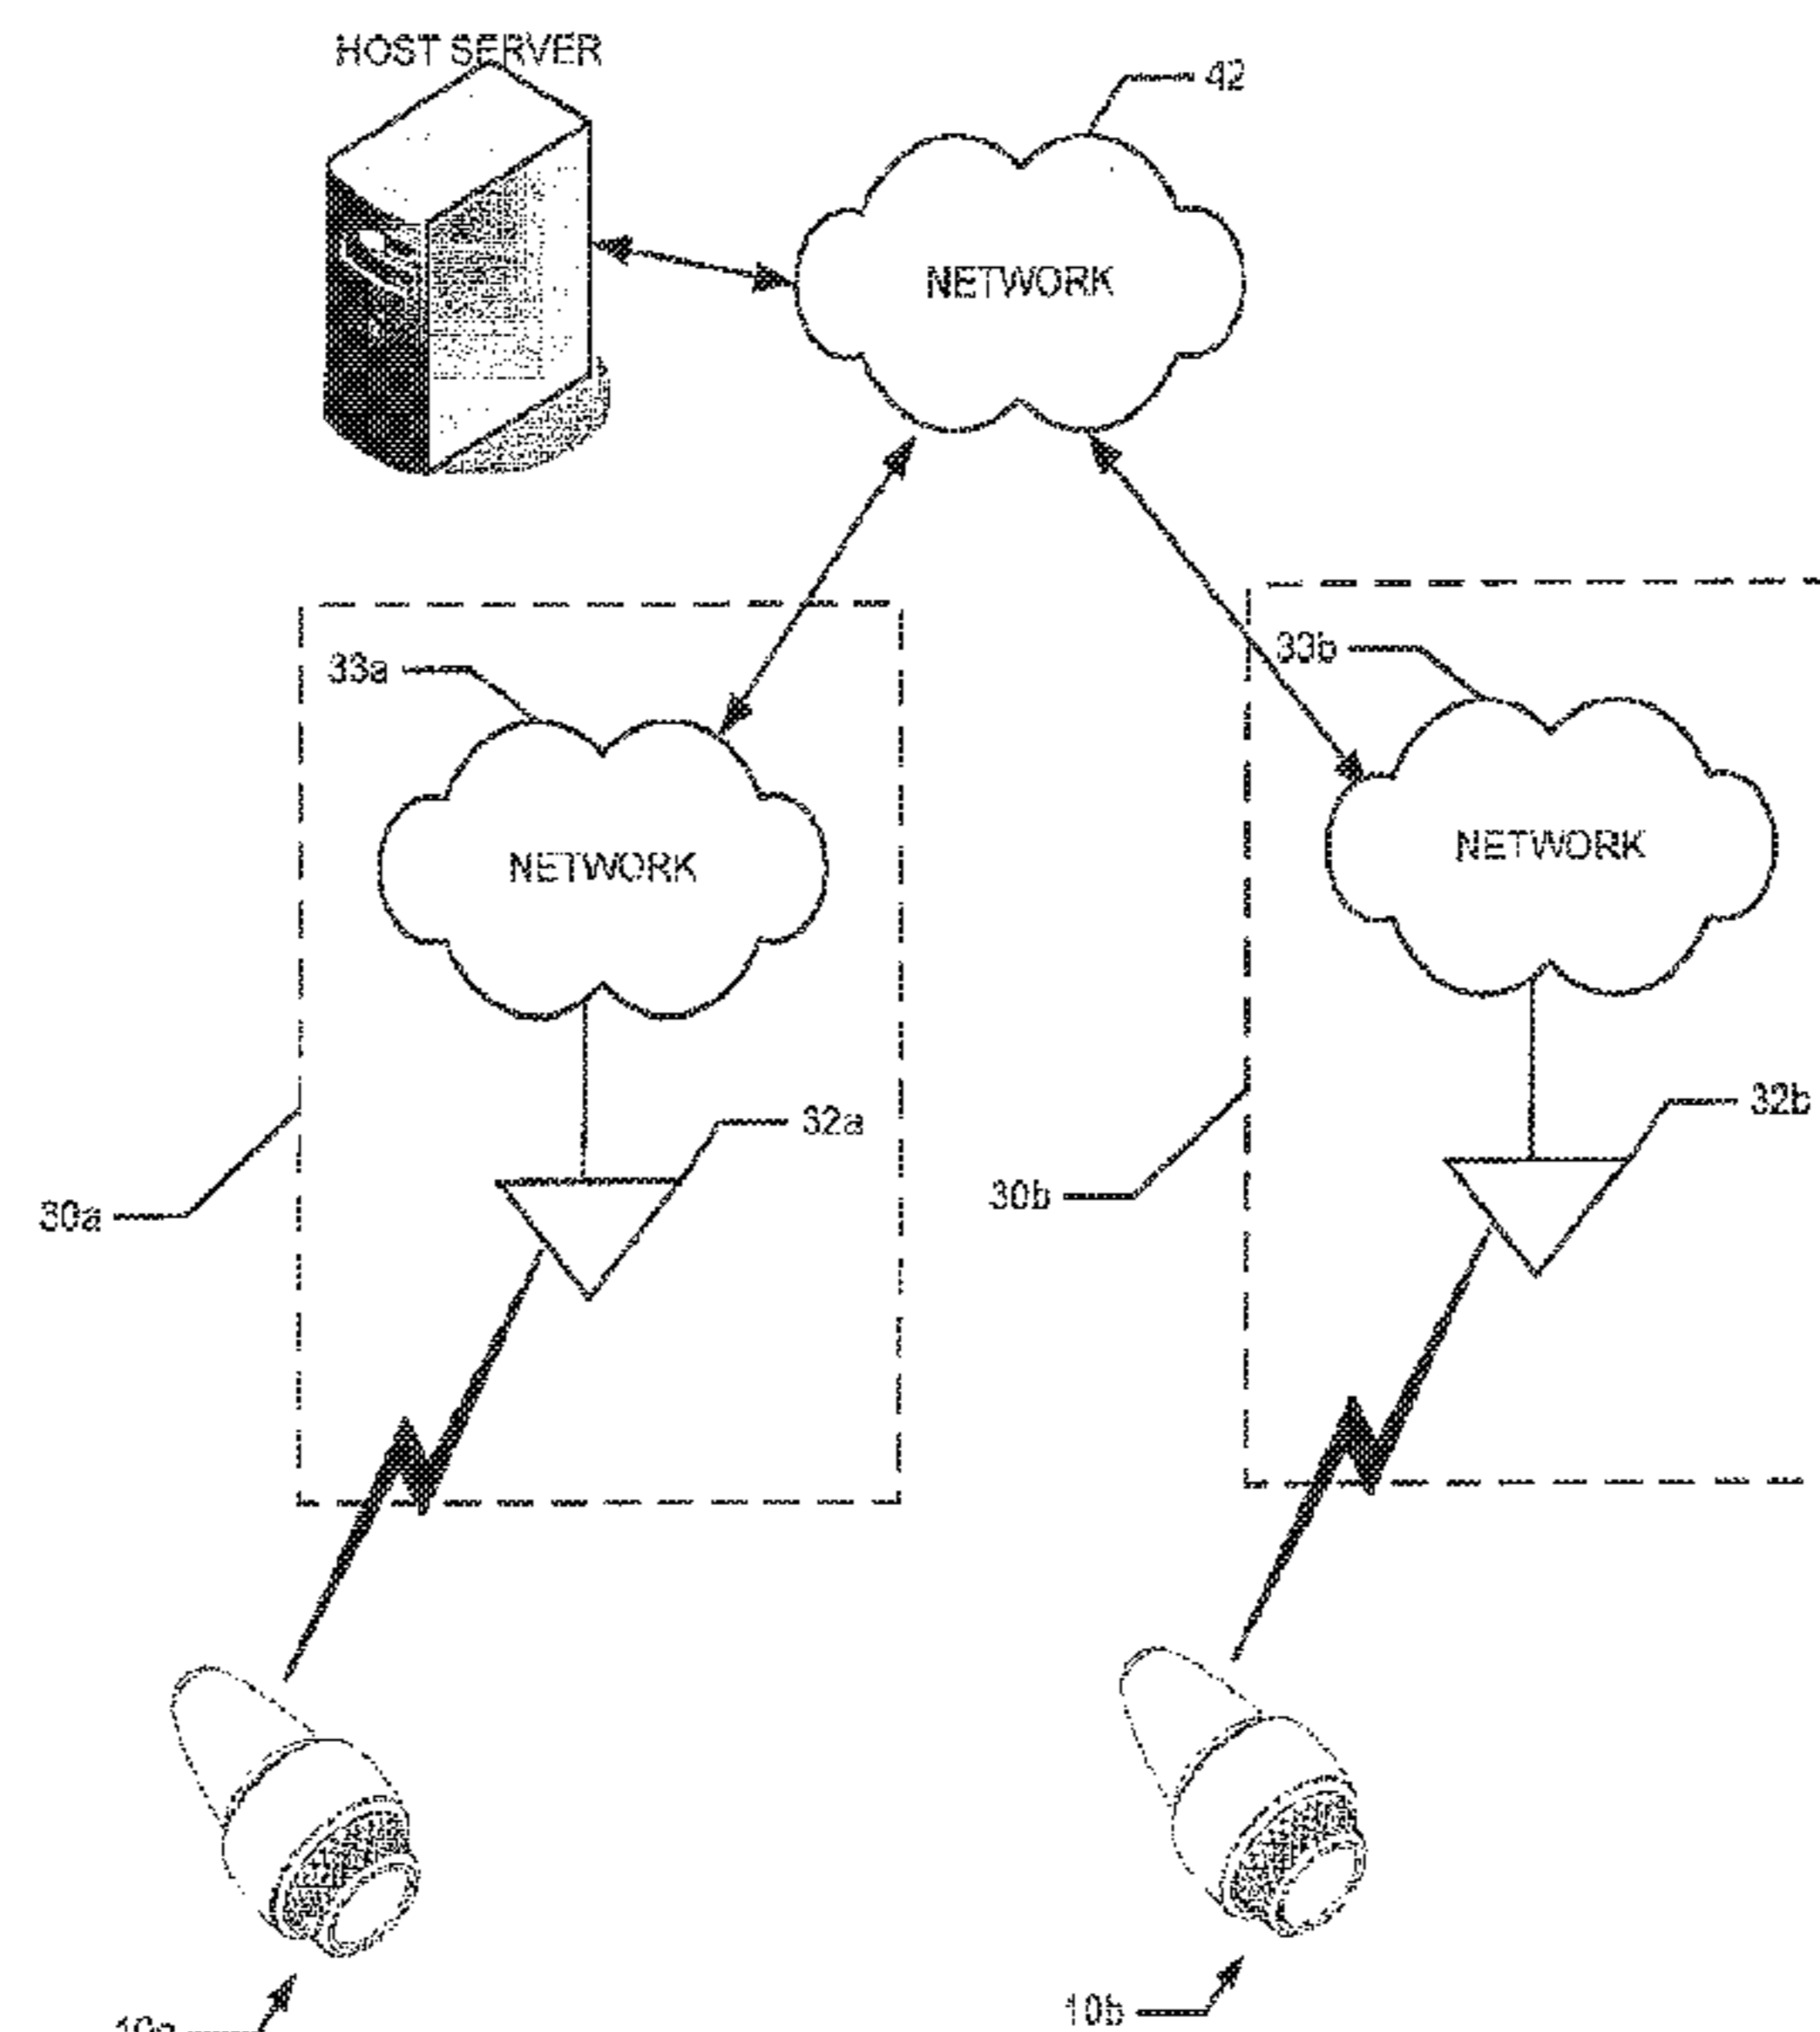 HOST SERVER
42
NETWORK
33a
33b
NETWORK
NETWORK
32a
32b
30a
30b
10b